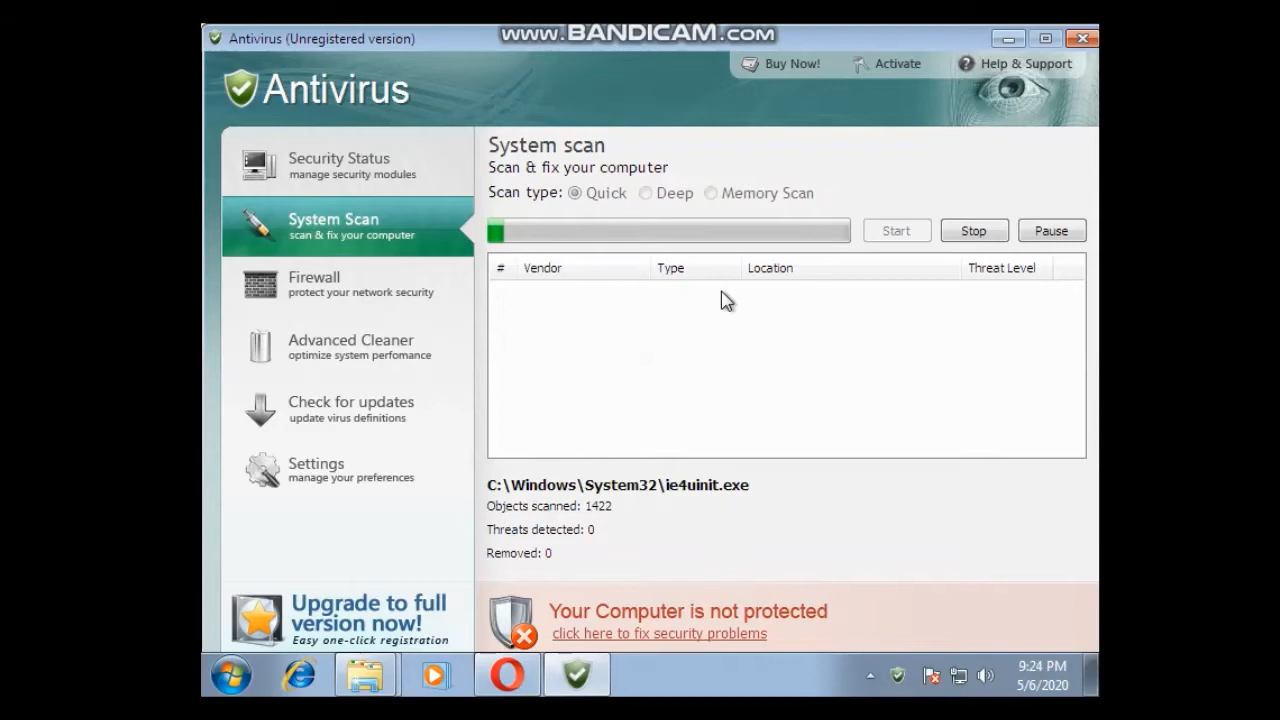 www.BANDICAM.com
Antivirus (Unregistered version)
Buy Now!
Activate
Help & Support
Antivirus
Security Status
manage security modules
System Scan
scan & fix your computer
Firewall
protect your network security
Advanced Cleaner
optimize system perfomance
Check for updates
update virus definitions
Settings
manage your preferences
Upgrade to full
version now!
Easy one-click registration
System scan
Scan & fix your computer
Scan type: Quick Deep Memory Scan
Start Stop Pause
# Vendor Type Location Threat Level
C:\Windows\System32\ie4uinit.exe
Objects scanned: 1422
Threats detected: 0
Removed: 0
Your Computer is not protected
click here to fix security problems
9:24 PM
5/6/2020